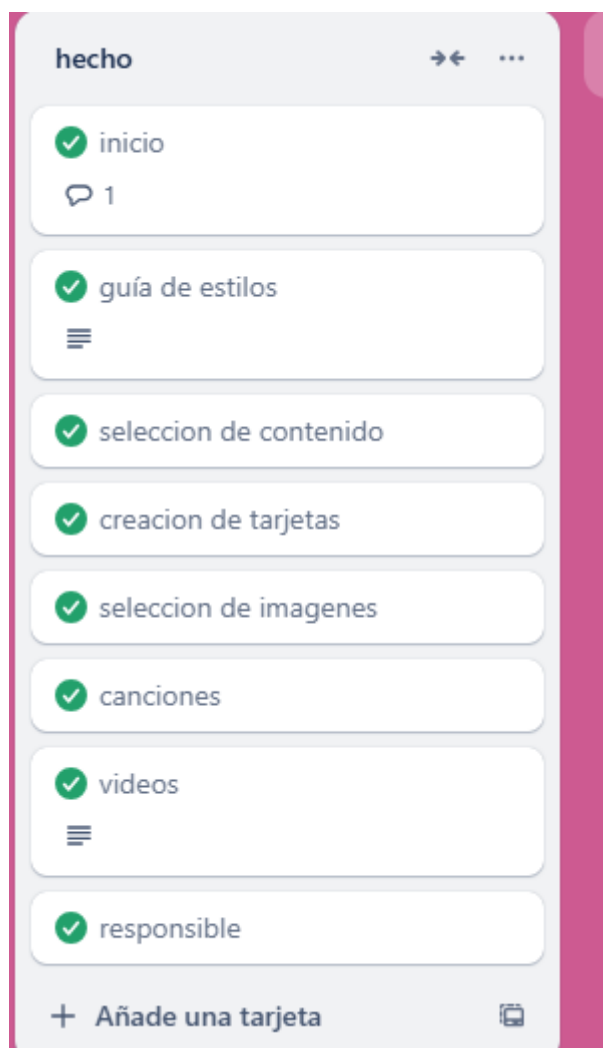 hecho
inicio
1
guía de estilos
seleccion de contenido
creacion de tarjetas
seleccion de imagenes
canciones
videos
responsible
Añade una tarjeta